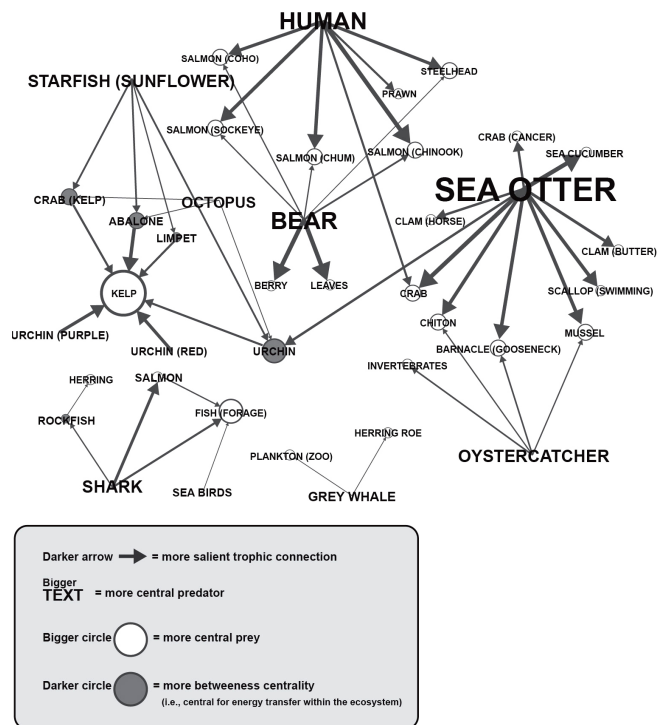 HUMAN
SALMON (COHO)
STEELHEAD
STARFISH (SUNFLOWER)
PRAWN
SALMON (SOCKEYE)
CRAB (CANCER)
SALMON (CHUM)
SALMON (CHINOOK)
SEA CUCUMBER
SEA OTTER
CRAB (KELP)
OCTOPUS
ABALONE
BEAR
CLAM (HORSE)
LIMPET
CLAM (BUTTER)
BERRY
LEAVES
CRAB
SCALLOP (SWIMMING)
KELP
URCHIN (PURPLE)
CHITON
MUSSEL
URCHIN (RED)
URCHIN
BARNACLE (GOOSENECK)
INVERTEBRATES
HERRING
SALMON
ROCKFISH
FISH (FORAGE)
HERRING ROE
PLANKTON (ZOO)
OYSTERCATCHER
SHARK
SEA BIRDS
GREY WHALE
Darker arrow = more salient trophic connection
Bigger
TEXT = more central predator
Bigger circle = more central prey
Darker circle = more betweeness centrality
(i.e., central for energy transfer within the ecosystem)